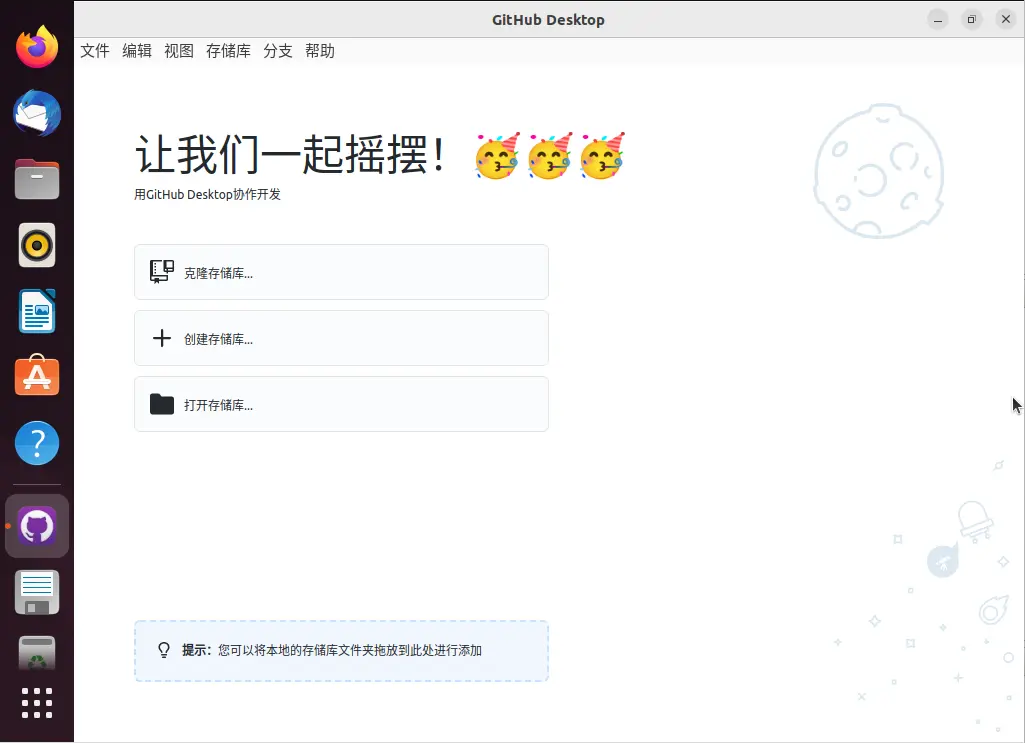 GitHub Desktop
文件 编辑 视图 存储库 分支 帮助
让我们一起摇摆！🥳🥳🥳
用GitHub Desktop协作开发
克隆存储库...
创建存储库...
打开存储库...
提示：您可以将本地的存储库文件夹拖放到此处进行添加